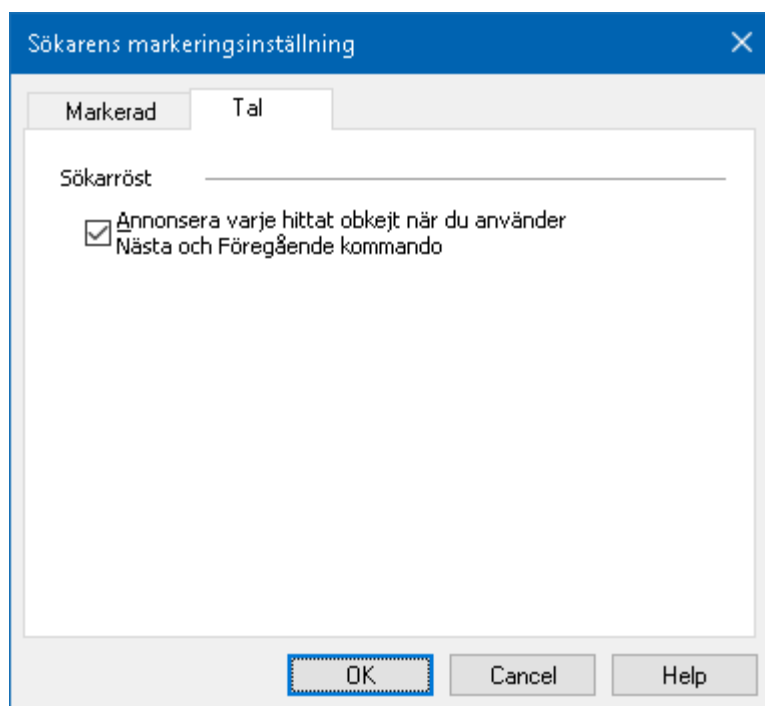 Sökarens markeringsinställning
Markerad
Tal
Sökarröst
Annonsera varje hittat obkejt när du använder
Nästa och Föregående kommando
OK
Cancel
Help